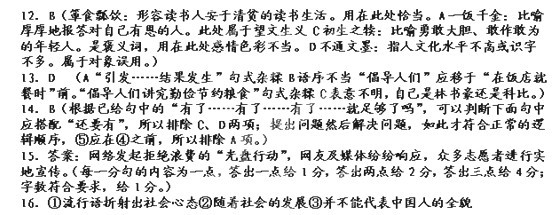 12. B(箪食瓢饮：形容读书人安于清贫的读书生活。用在此处恰当。A一饭千金：比喻
厚厚地报答对自己有恩的人。此处属于望文生义 C初生之犊：比喻勇敢大胆、敢作敢为
的年轻人。是褒义词，用在此处感情色彩不当。D不通文墨：指人文化水平不高或识字
不多。属于对象误用。)
13. D (A“引发……结果发生”句式杂糅 B语序不当“倡导人们”应移于“在饭店就
餐时”前。“倡导人们讲究勤俭节约粮食”句式杂糅 C表意不明，自己是林书豪还是科比。)
14. B(根据已给句中的“有了……有了……有了……就足够了吗”，可以判断下面句中
应搭配“还要有”，所以排除 C、D两项；提出问题然后解决问题，如此才符合正常的逻
辑顺序，⑤应在④之前，所以排除 A项。)
15. 答案：网络发起拒绝浪费的“光盘行动”，网友及媒体纷纷响应，众多志愿者进行实
地宣传。(每一分句的内容为一点，答出一点给1分，答出两点给2分，答出三点给4分；
字数符合要求，给1分。)
16. ①流行语折射出社会心态②随着社会的发展③并不能代表中国人的全貌